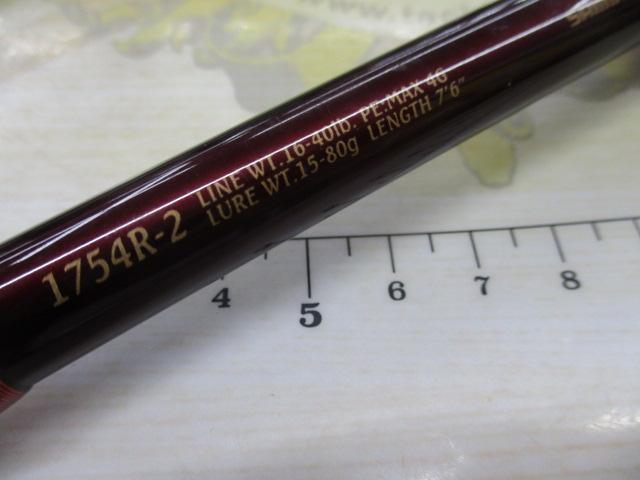 1754R-2
LINE WT.16-40lb. PE:MAX 4G
LURE WT.15-80g LENGTH 7'6"
4 5 6 7 8